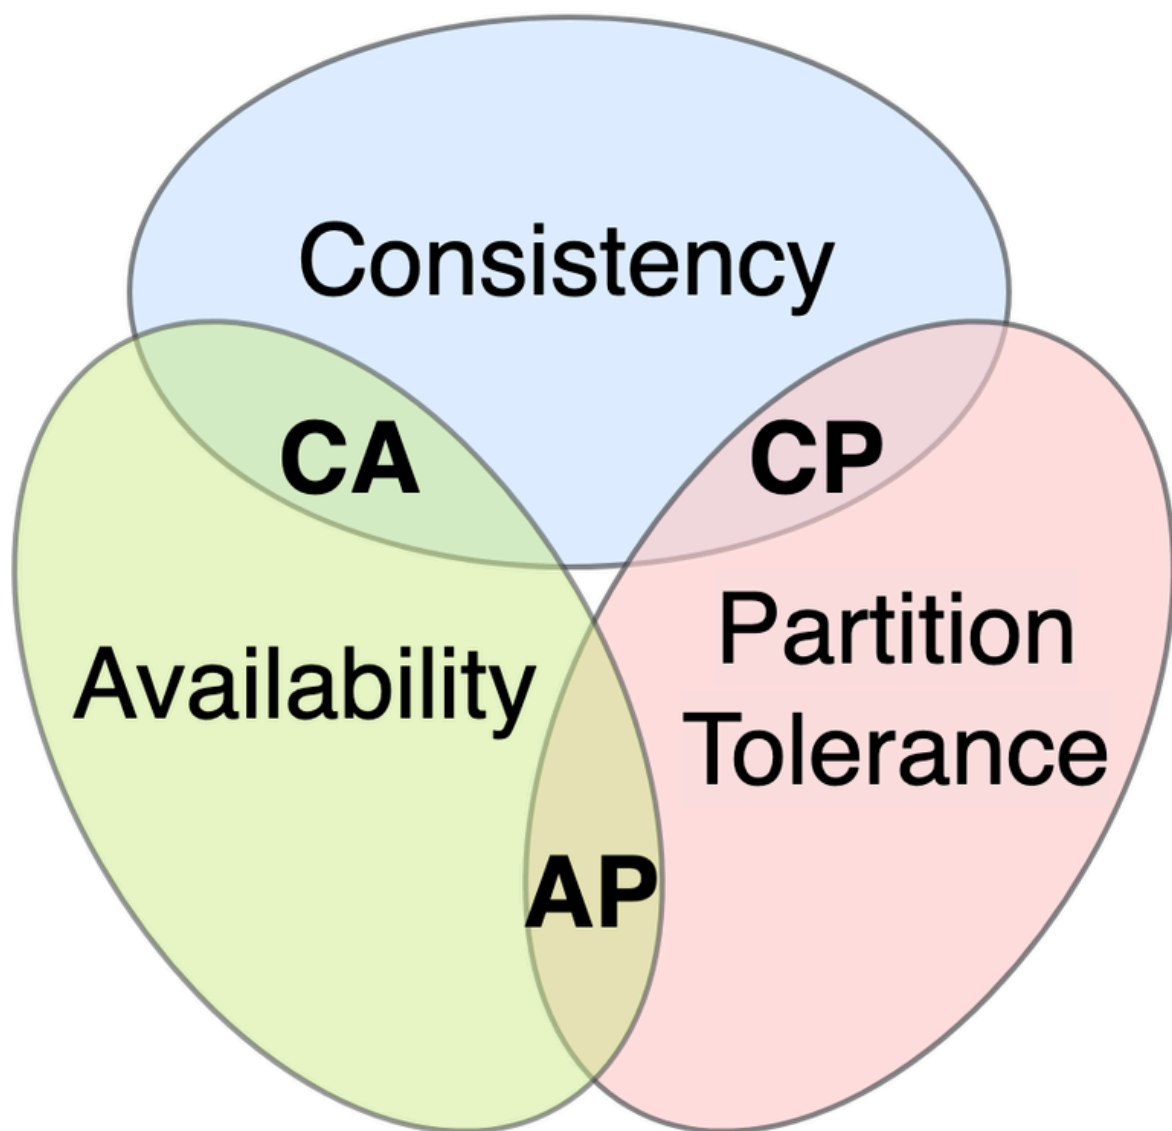 Consistency
CA
CP
Availability
Partition
Tolerance
AP